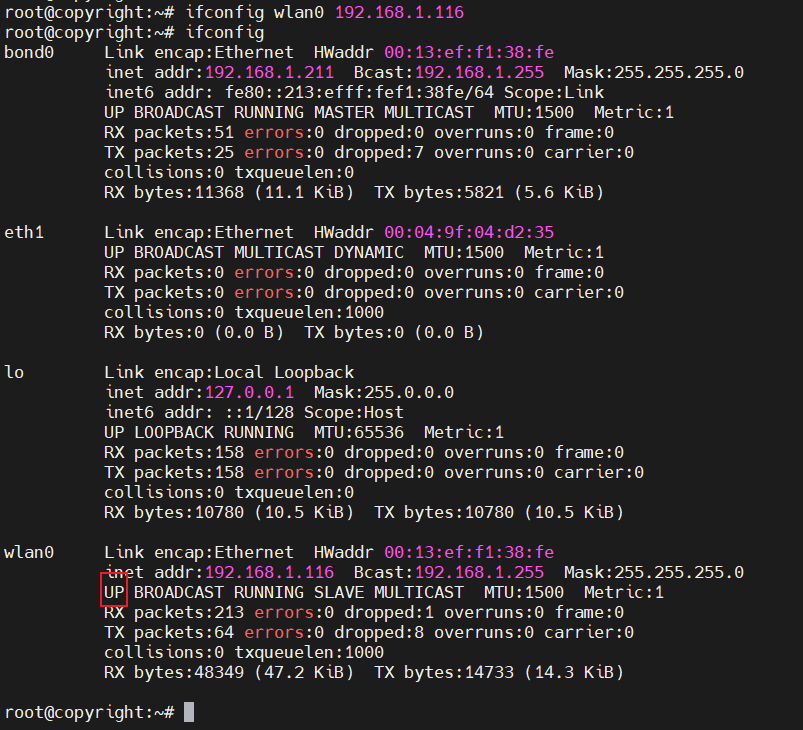 root@copyright:~# ifconfig wlan0 192.168.1.116
root@copyright:~# ifconfig
bond0     Link encap:Ethernet  HWaddr 00:13:ef:f1:38:fe
          inet addr:192.168.1.211  Bcast:192.168.1.255  Mask:255.255.255.0
          inet6 addr: fe80::213:efff:fef1:38fe/64 Scope:Link
          UP BROADCAST RUNNING MASTER MULTICAST  MTU:1500  Metric:1
          RX packets:51 errors:0 dropped:0 overruns:0 frame:0
          TX packets:25 errors:0 dropped:7 overruns:0 carrier:0
          collisions:0 txqueuelen:0
          RX bytes:11368 (11.1 KiB)  TX bytes:5821 (5.6 KiB)

eth1      Link encap:Ethernet  HWaddr 00:04:9f:04:d2:35
          UP BROADCAST MULTICAST DYNAMIC  MTU:1500  Metric:1
          RX packets:0 errors:0 dropped:0 overruns:0 frame:0
          TX packets:0 errors:0 dropped:0 overruns:0 carrier:0
          collisions:0 txqueuelen:1000
          RX bytes:0 (0.0 B)  TX bytes:0 (0.0 B)

lo        Link encap:Local Loopback
          inet addr:127.0.0.1  Mask:255.0.0.0
          inet6 addr: ::1/128 Scope:Host
          UP LOOPBACK RUNNING  MTU:65536  Metric:1
          RX packets:158 errors:0 dropped:0 overruns:0 frame:0
          TX packets:158 errors:0 dropped:0 overruns:0 carrier:0
          collisions:0 txqueuelen:0
          RX bytes:10780 (10.5 KiB)  TX bytes:10780 (10.5 KiB)

wlan0     Link encap:Ethernet  HWaddr 00:13:ef:f1:38:fe
          inet addr:192.168.1.116  Bcast:192.168.1.255  Mask:255.255.255.0
          UP BROADCAST RUNNING SLAVE MULTICAST  MTU:1500  Metric:1
          RX packets:213 errors:0 dropped:1 overruns:0 frame:0
          TX packets:64 errors:0 dropped:8 overruns:0 carrier:0
          collisions:0 txqueuelen:1000
          RX bytes:48349 (47.2 KiB)  TX bytes:14733 (14.3 KiB)

root@copyright:~#